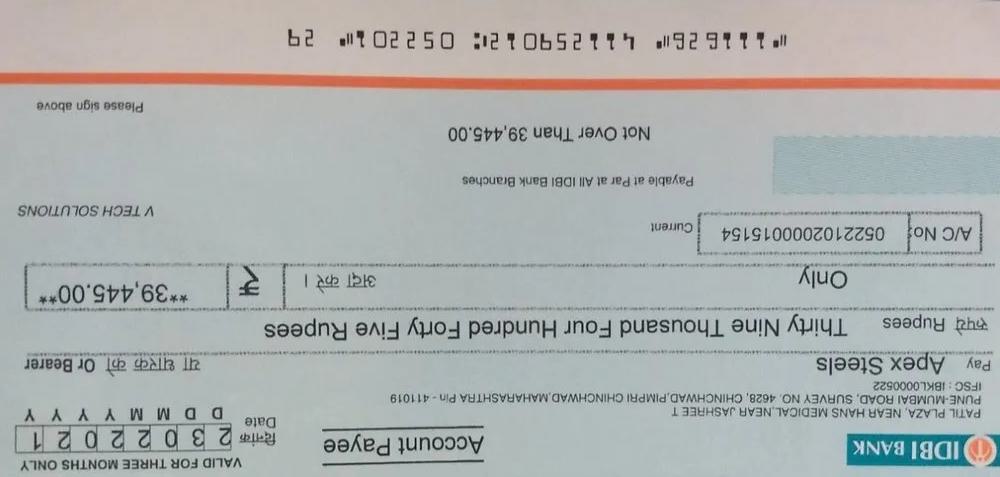 IDBI BANK
PATIL PLAZA, NEAR HANS MEDICAL,NEAR JASHREE T
PUNE-MUMBAI ROAD, SURVEY NO. 4628, CHINCHWAD,PIMPRI CHINCHWAD,MAHARASHTRA Pin - 411019
IFSC : IBKL0000522
Account Payee
VALID FOR THREE MONTHS ONLY
दिनांक Date 2 3 0 2 2 0 2 1
D D M M Y Y Y Y
Pay Apex Steels या धारक को Or Bearer
रुपये Rupees Thirty Nine Thousand Four Hundred Forty Five Rupees
Only अदा करें । ₹ **39,445.00**
A/C No. 0522102000015154 Current
V TECH SOLUTIONS
Payable at Par at All IDBI Bank Branches
Not Over Than 39,445.00
Please sign above
⑈111626⑈ 411259012⑆ 052201⑈ 29